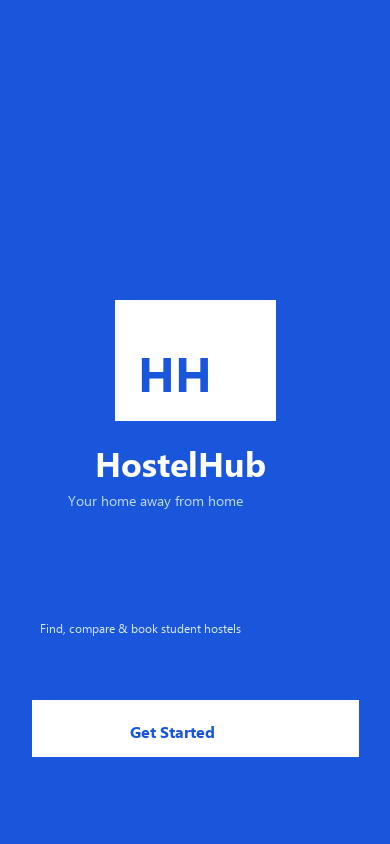 HH
HostelHub
Your home away from home
Find, compare & book student hostels
Get Started